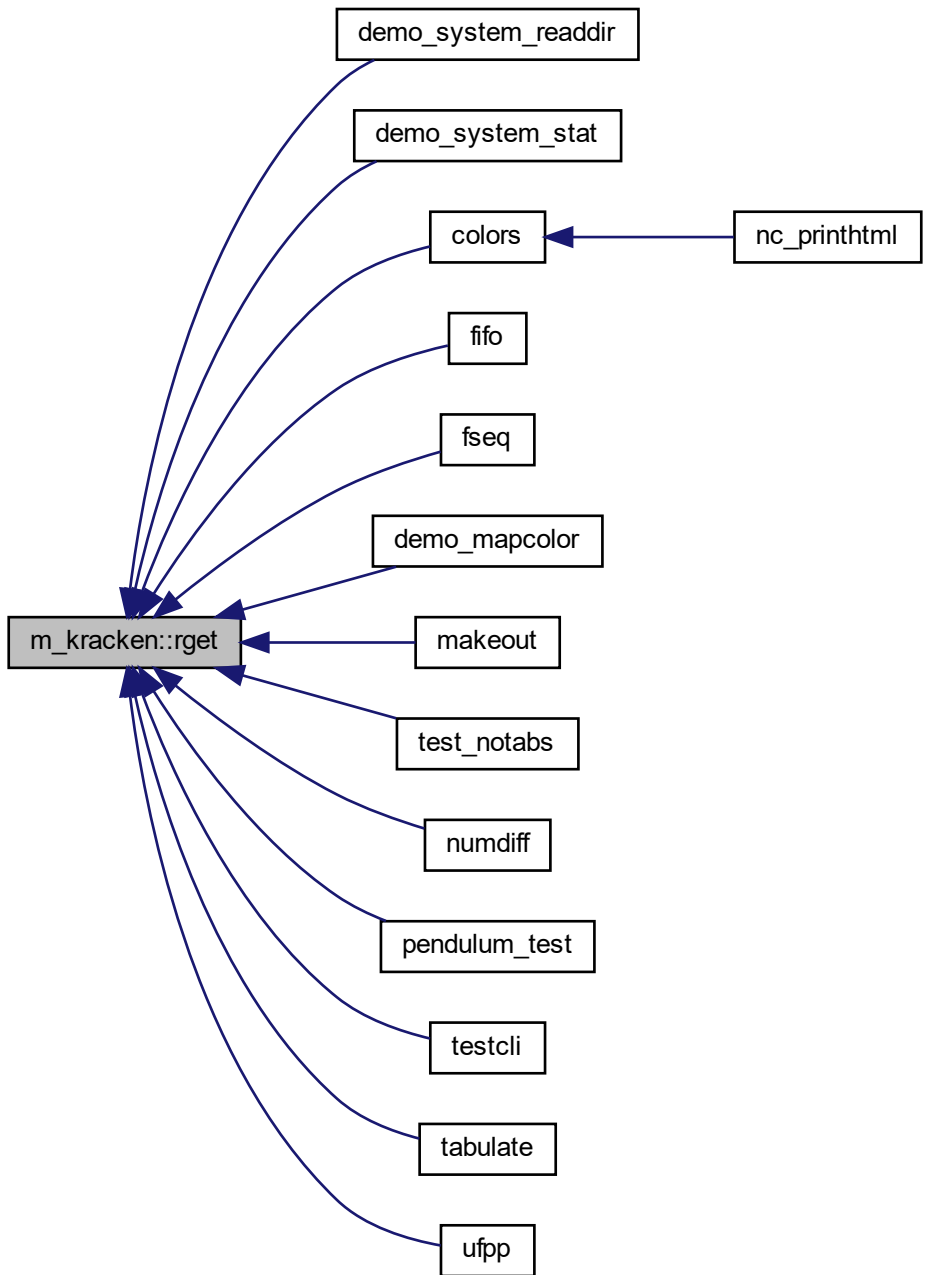 demo_system_readdir
demo_system_stat
colors
nc_printhtml
fifo
fseq
demo_mapcolor
m_kracken::rget
makeout
test_notabs
numdiff
pendulum_test
testcli
tabulate
ufpp